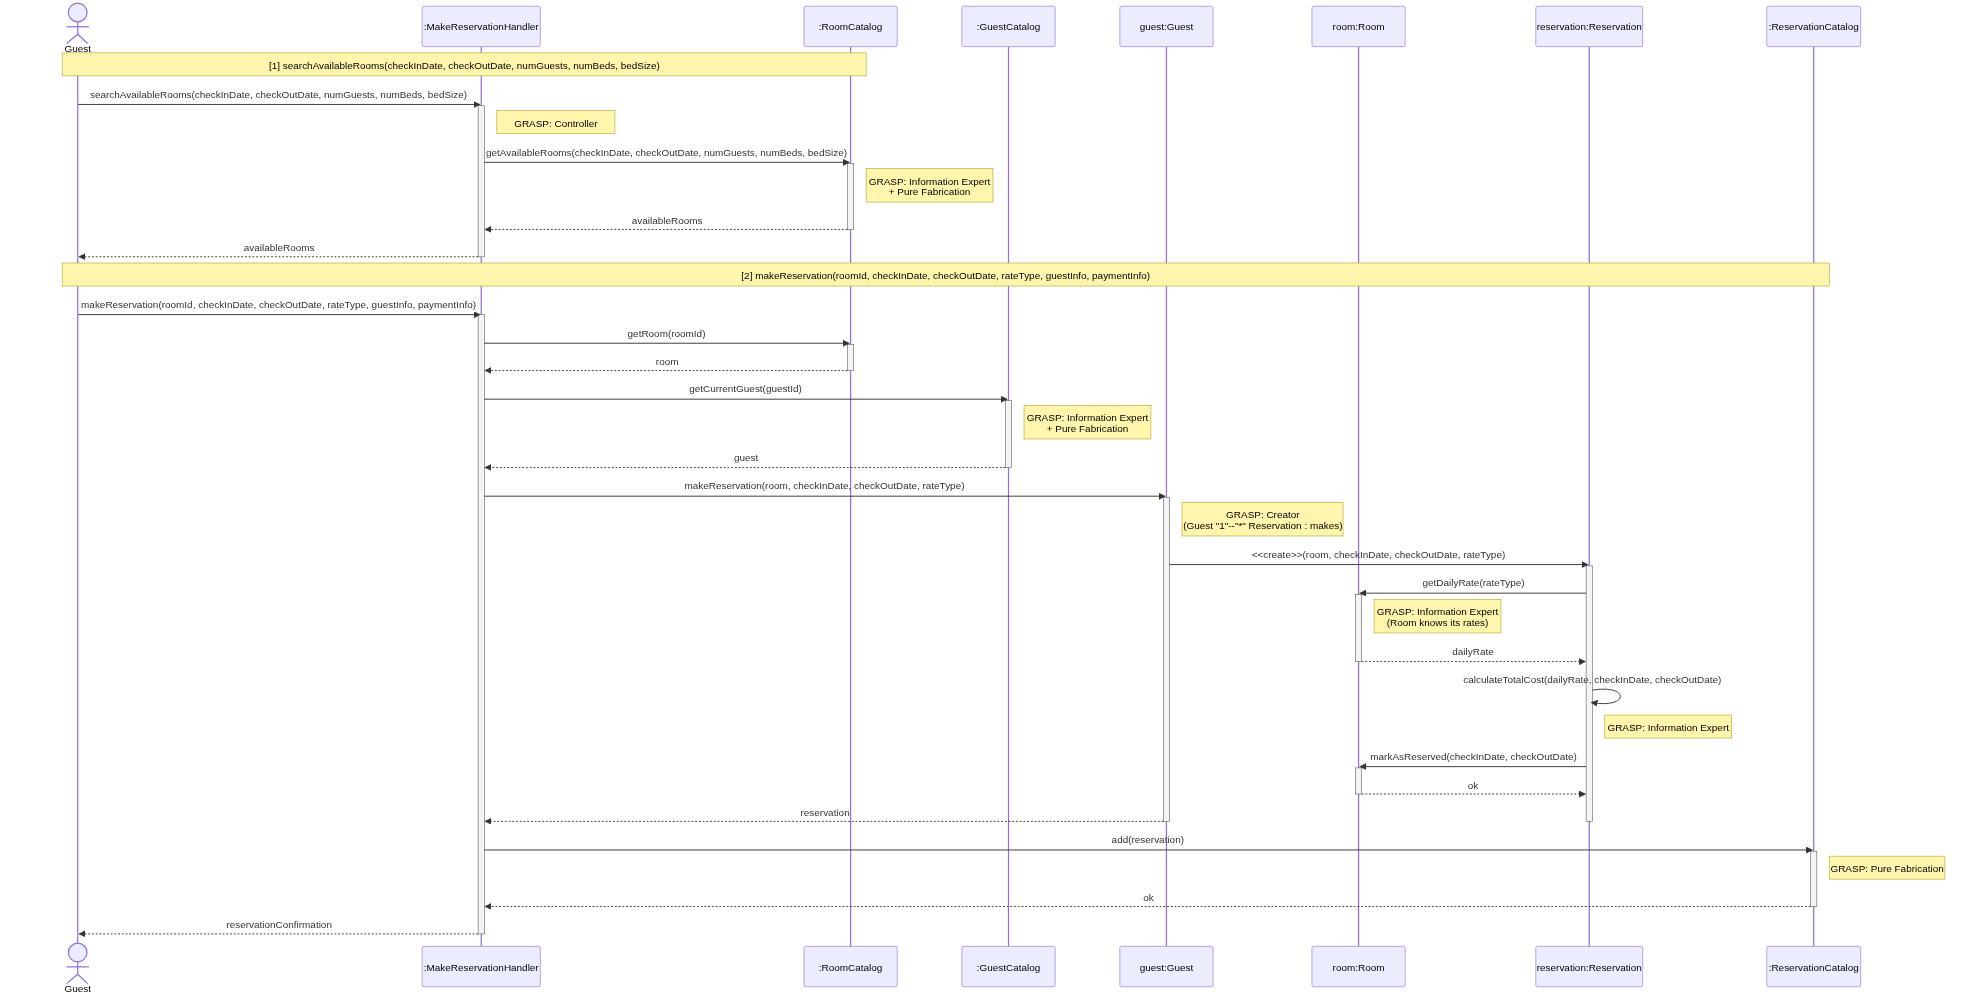 :MakeReservationHandler
:RoomCatalog
:GuestCatalog
guest:Guest
room:Room
reservation:Reservation
:ReservationCatalog
Guest
[1] searchAvailableRooms(checkInDate, checkOutDate, numGuests, numBeds, bedSize)
searchAvailableRooms(checkInDate, checkOutDate, numGuests, numBeds, bedSize)
GRASP: Controller
getAvailableRooms(checkInDate, checkOutDate, numGuests, numBeds, bedSize)
GRASP: Information Expert
+ Pure Fabrication
availableRooms
availableRooms
[2] makeReservation(roomId, checkInDate, checkOutDate, rateType, guestInfo, paymentInfo)
makeReservation(roomId, checkInDate, checkOutDate, rateType, guestInfo, paymentInfo)
getRoom(roomId)
room
getCurrentGuest(guestId)
GRASP: Information Expert
+ Pure Fabrication
guest
makeReservation(room, checkInDate, checkOutDate, rateType)
GRASP: Creator
(Guest "1"--"*" Reservation : makes)
<<create>>(room, checkInDate, checkOutDate, rateType)
getDailyRate(rateType)
GRASP: Information Expert
(Room knows its rates)
dailyRate
calculateTotalCost(dailyRate, checkInDate, checkOutDate)
GRASP: Information Expert
markAsReserved(checkInDate, checkOutDate)
ok
reservation
add(reservation)
GRASP: Pure Fabrication
ok
reservationConfirmation
:MakeReservationHandler
:RoomCatalog
:GuestCatalog
guest:Guest
room:Room
reservation:Reservation
:ReservationCatalog
Guest